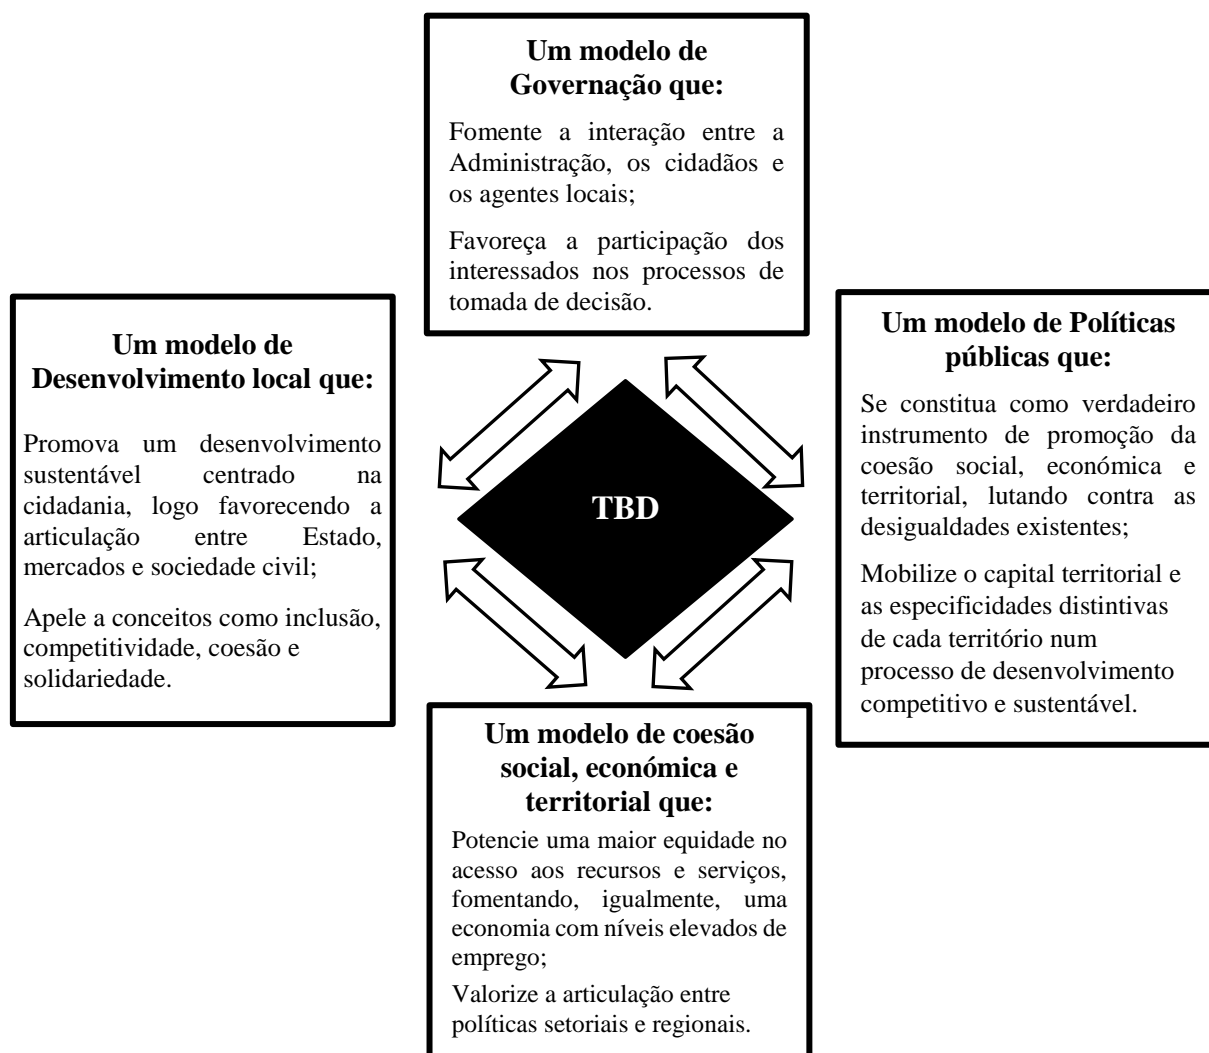 Um modelo de
Governação que:
Fomente a interação entre a
Administração, os cidadãos e
os agentes locais;
Favoreça a participação dos
interessados nos processos de
tomada de decisão.
Um modelo de
Desenvolvimento local que:
Promova um desenvolvimento
sustentável centrado na
cidadania, logo favorecendo a
articulação entre Estado,
mercados e sociedade civil;
Apele a conceitos como inclusão,
competitividade, coesão e
solidariedade.
TBD
Um modelo de Políticas
públicas que:
Se constitua como verdadeiro
instrumento de promoção da
coesão social, económica e
territorial, lutando contra as
desigualdades existentes;
Mobilize o capital territorial e
as especificidades distintivas
de cada território num
processo de desenvolvimento
competitivo e sustentável.
Um modelo de coesão
social, económica e
territorial que:
Potencie uma maior equidade no
acesso aos recursos e serviços,
fomentando, igualmente, uma
economia com níveis elevados de
emprego;
Valorize a articulação entre
políticas setoriais e regionais.